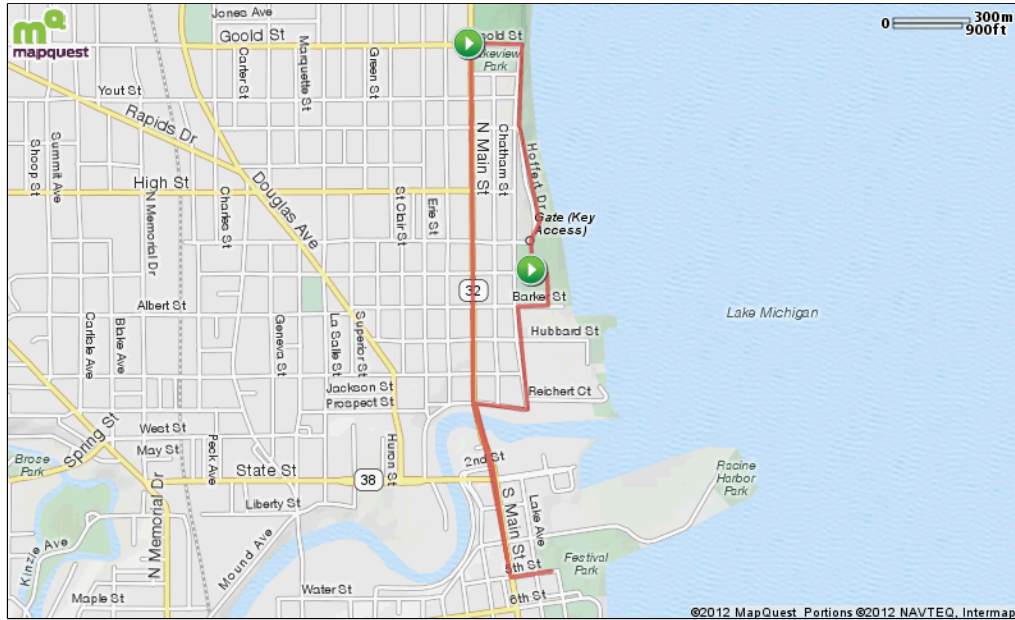 Jones Ave
mapquest
0 300m
900ft
Goold St
Goold St
Lakeview
Park
Carter St
Marquette St
Green St
Yout St
Rapids Dr
Shoop St
Summit Ave
N Main St
Chatham St
Hoffert Dr
High St
Douglas Ave
N Memorial Dr
Charles St
St Clair St
Erie St
Gate (Key
Access)
32
Barker St
Albert St
Lake Michigan
Carlisle Ave
Blake Ave
Geneva St
La Salle St
Superior St
Hubbard St
Jackson St
Prospect St
Reichert Ct
West St
Spring St
May St
Peck Ave
Huron St
Brose
Park
State St
38
2nd St
Racine
Harbor
Park
N Memorial Dr
Liberty St
S Main St
Lake Ave
Kinzie Ave
Mound Ave
5th St
Festival
Park
Water St
Maple St
6th St
©2012 MapQuest Portions ©2012 NAVTEQ, Intermap